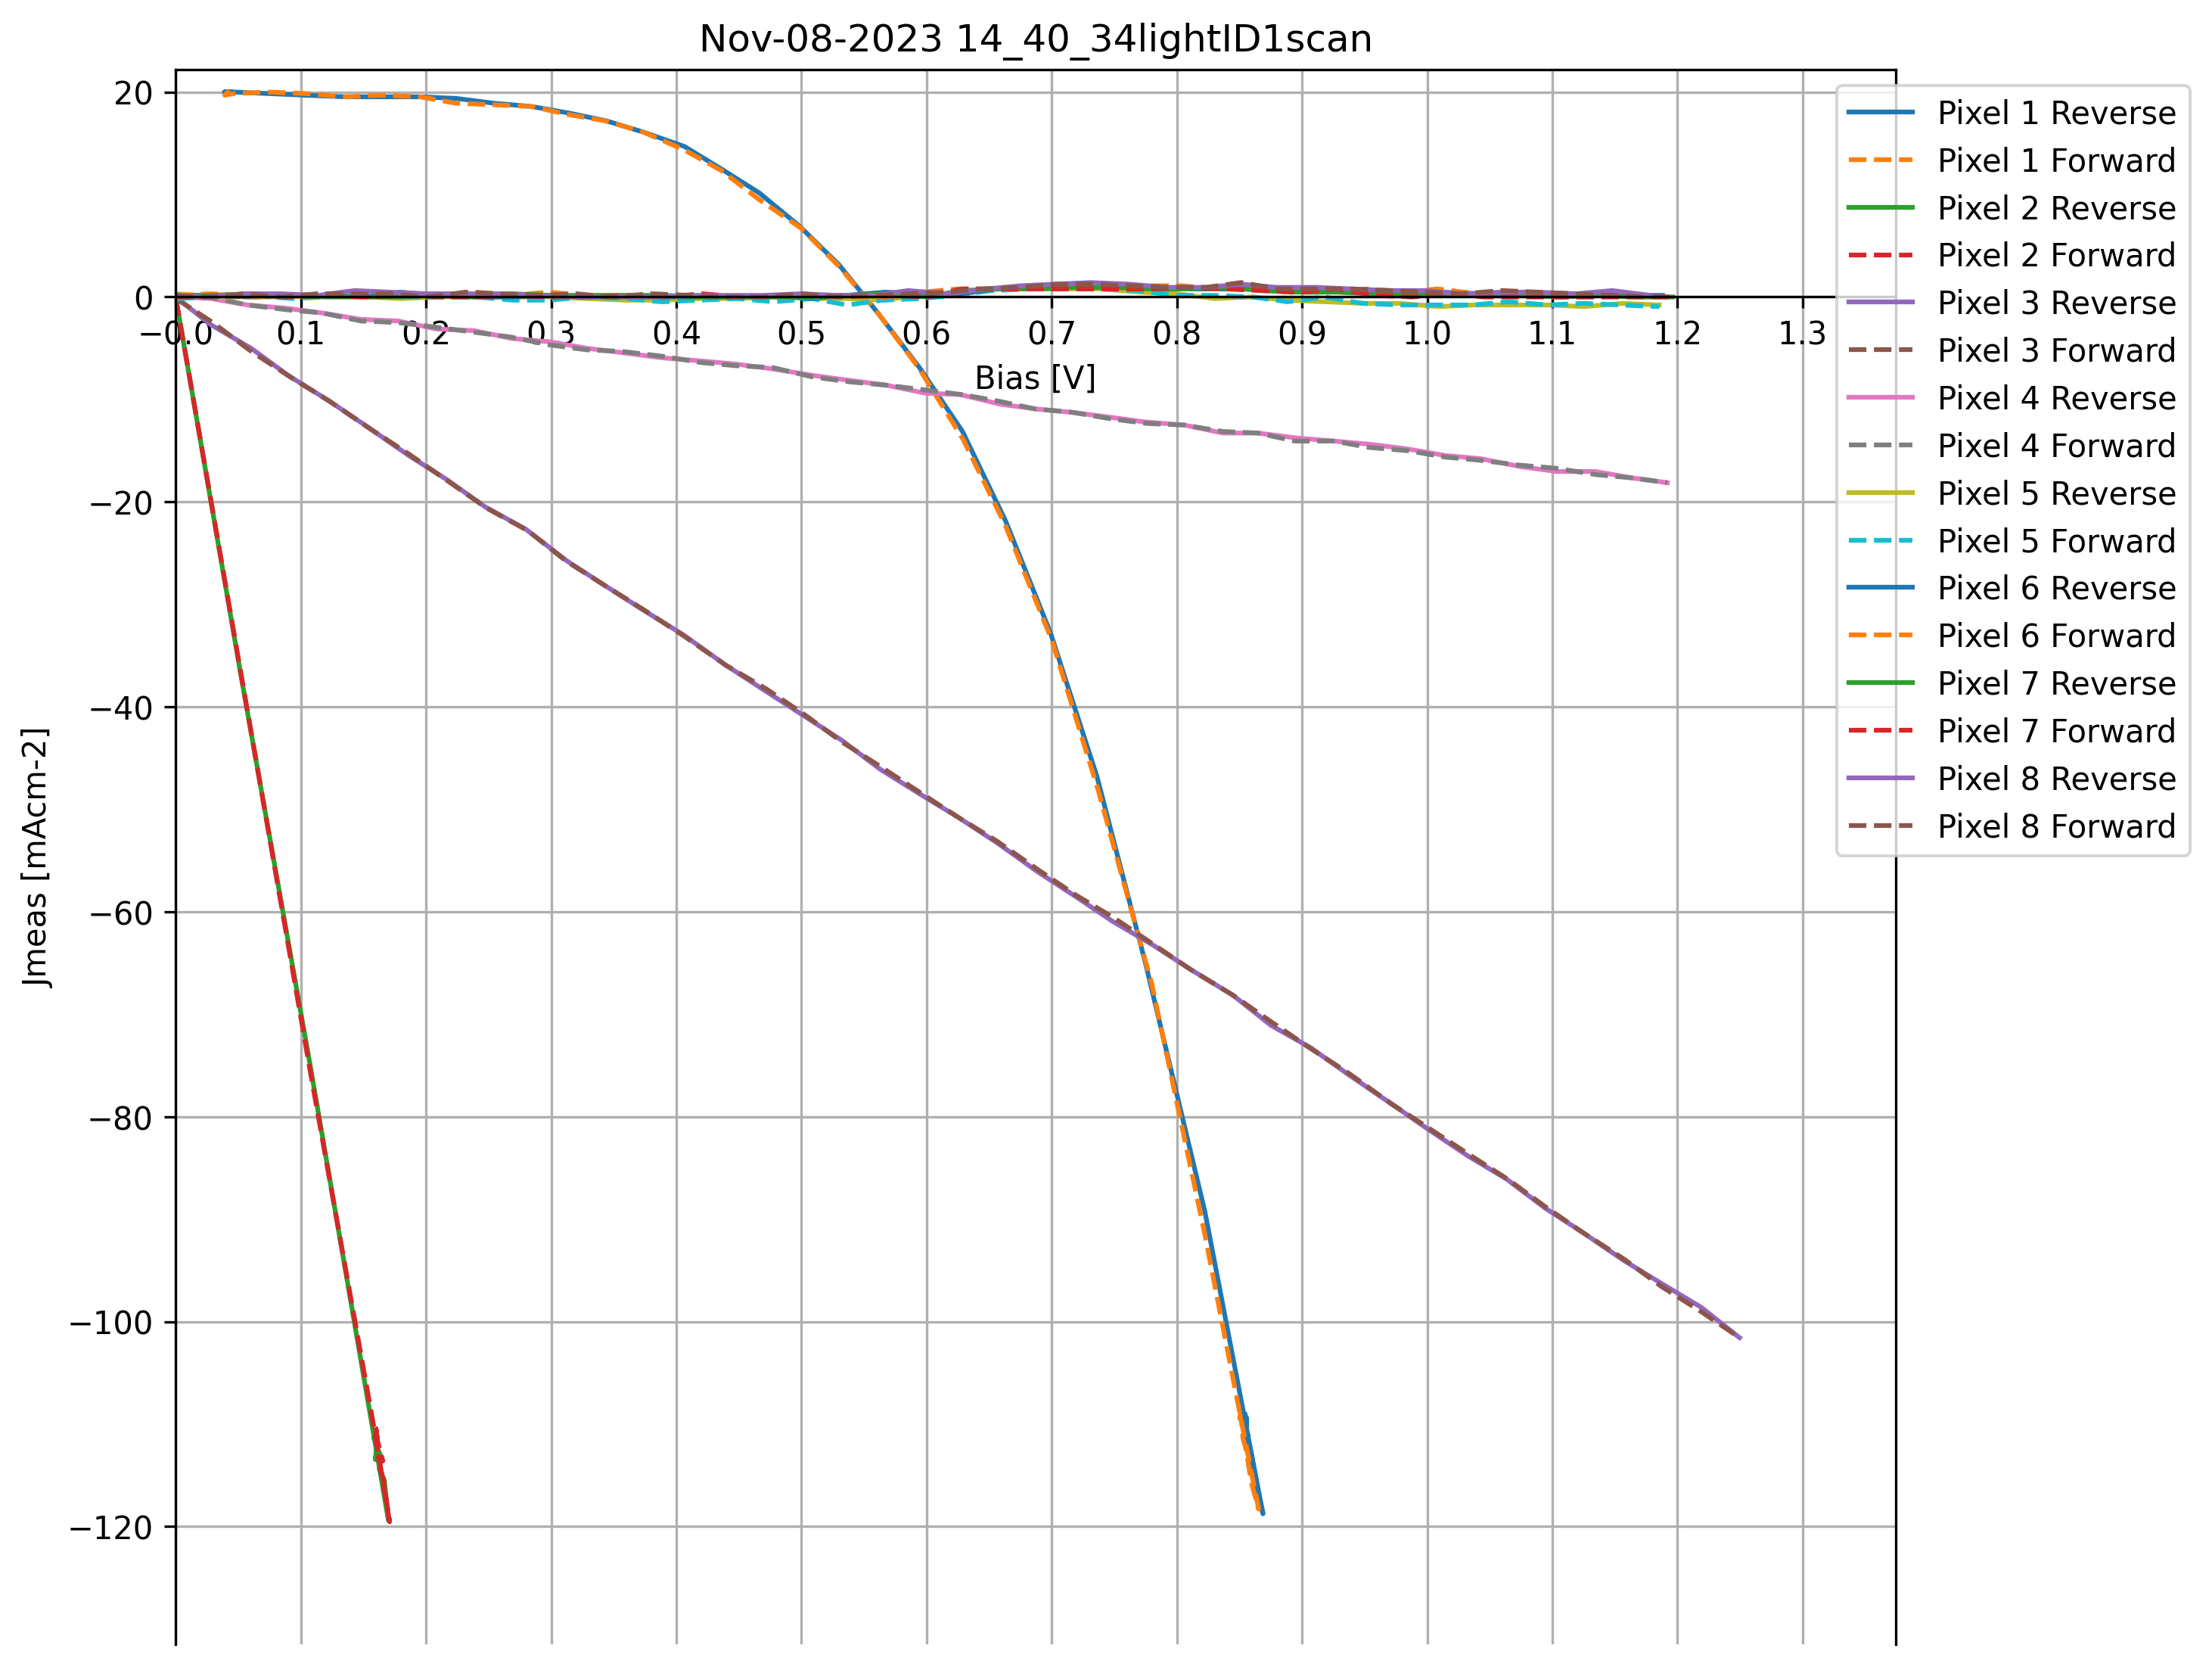 Nov-08-2023 14_40_34lightID1scan
20
0
−20
−40
−60
−80
−100
−120
Jmeas [mAcm-2]
−0.0 0.1 0.2 0.3 0.4 0.5 0.6 0.7 0.8 0.9 1.0 1.1 1.2 1.3
Bias [V]
Pixel 1 Reverse
Pixel 1 Forward
Pixel 2 Reverse
Pixel 2 Forward
Pixel 3 Reverse
Pixel 3 Forward
Pixel 4 Reverse
Pixel 4 Forward
Pixel 5 Reverse
Pixel 5 Forward
Pixel 6 Reverse
Pixel 6 Forward
Pixel 7 Reverse
Pixel 7 Forward
Pixel 8 Reverse
Pixel 8 Forward